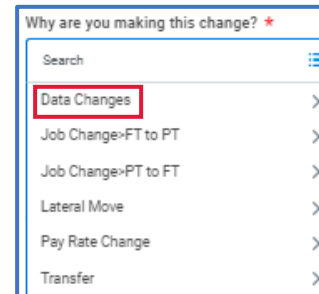 Why are you making this change? *
Search
Data Changes
Job Change>FT to PT
Job Change>PT to FT
Lateral Move
Pay Rate Change
Transfer